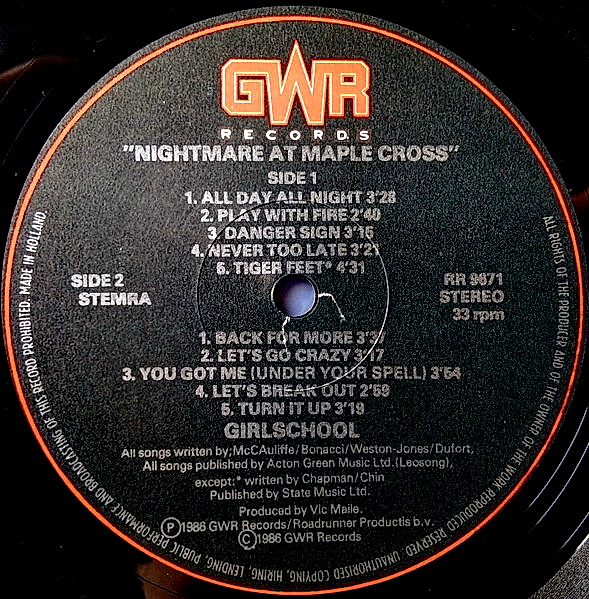 GWR
RECORDS
"NIGHTMARE AT MAPLE CROSS"
SIDE 1
1. ALL DAY ALL NIGHT 3'28
2. PLAY WITH FIRE 2'40
3. DANGER SIGN 3'15
4. NEVER TOO LATE 3'21
5. TIGER FEET* 4'31
SIDE 2
STEMRA
RR 9671
STEREO
33 rpm
1. BACK FOR MORE 3'37
2. LET'S GO CRAZY 3'17
3. YOU GOT ME (UNDER YOUR SPELL) 3'54
4. LET'S BREAK OUT 2'59
5. TURN IT UP 3'19
GIRLSCHOOL
All songs written by; McCAuliffe/Bonacci/Weston-Jones/Dufort,
All songs published by Acton Green Music Ltd. (Leosong),
except:* written by Chapman/Chin
Published by State Music Ltd.
Produced by Vic Maile.
Ⓟ 1986 GWR Records/Roadrunner Productis b.v.
© 1986 GWR Records
ALL RIGHTS OF THE PRODUCER AND OF THE OWNER OF THE WORK REPRODUCED RESERVED. UNAUTHORISED COPYING, HIRING, LENDING, PUBLIC PERFORMANCE AND BROADCASTING OF THIS RECORD PROHIBITED. MADE IN HOLLAND.